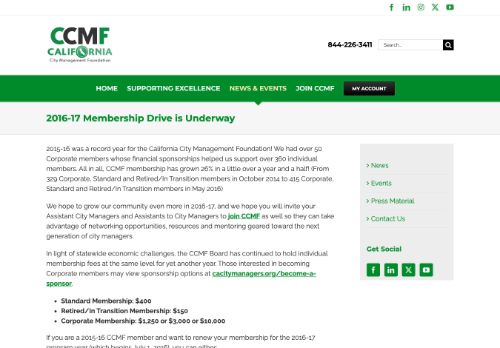 CCMF
CALIFORNIA
City Management Foundation
844-226-3411
Search...
HOME
SUPPORTING EXCELLENCE
NEWS & EVENTS
JOIN CCMF
MY ACCOUNT
2016-17 Membership Drive is Underway
2015-16 was a record year for the California City Management Foundation! We had over 50
Corporate members whose financial sponsorships helped us support over 360 individual
members. All in all, CCMF membership has grown 26% in a little over a year and a half! (From
329 Corporate, Standard and Retired/In Transition members in October 2014 to 415 Corporate,
Standard and Retired/In Transition members in May 2016)
We hope to grow our community even more in 2016-17, and we hope you will invite your
Assistant City Managers and Assistants to City Managers to join CCMF as well so they can take
advantage of networking opportunities, resources and mentoring geared toward the next
generation of city managers.
In light of statewide economic challenges, the CCMF Board has continued to hold individual
membership fees at the same level for yet another year. Those interested in becoming
Corporate members may view sponsorship options at cacitymanagers.org/become-a-
sponsor.
• Standard Membership: $400
• Retired/In Transition Membership: $150
• Corporate Membership: $1,250 or $3,000 or $10,000
If you are a 2015-16 CCMF member and want to renew your membership for the 2016-17
program year (which begins July 1, 2016), you can either:
> News
> Events
> Press Material
> Contact Us
Get Social